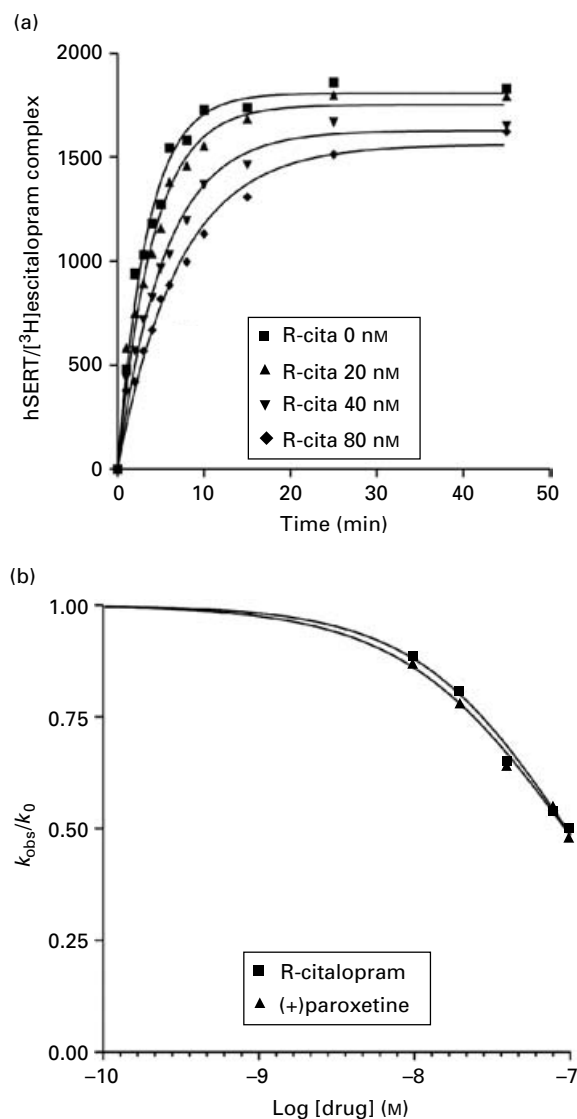 (a)
2000
1500
1000
500
0
hSERT/[³H]escitalopram complex
R-cita 0 nM
R-cita 20 nM
R-cita 40 nM
R-cita 80 nM
0 10 20 30 40 50
Time (min)
(b)
1.00
0.75
0.50
0.25
0.00
k_obs/k_0
R-citalopram
(+)paroxetine
–10 –9 –8 –7
Log [drug] (M)